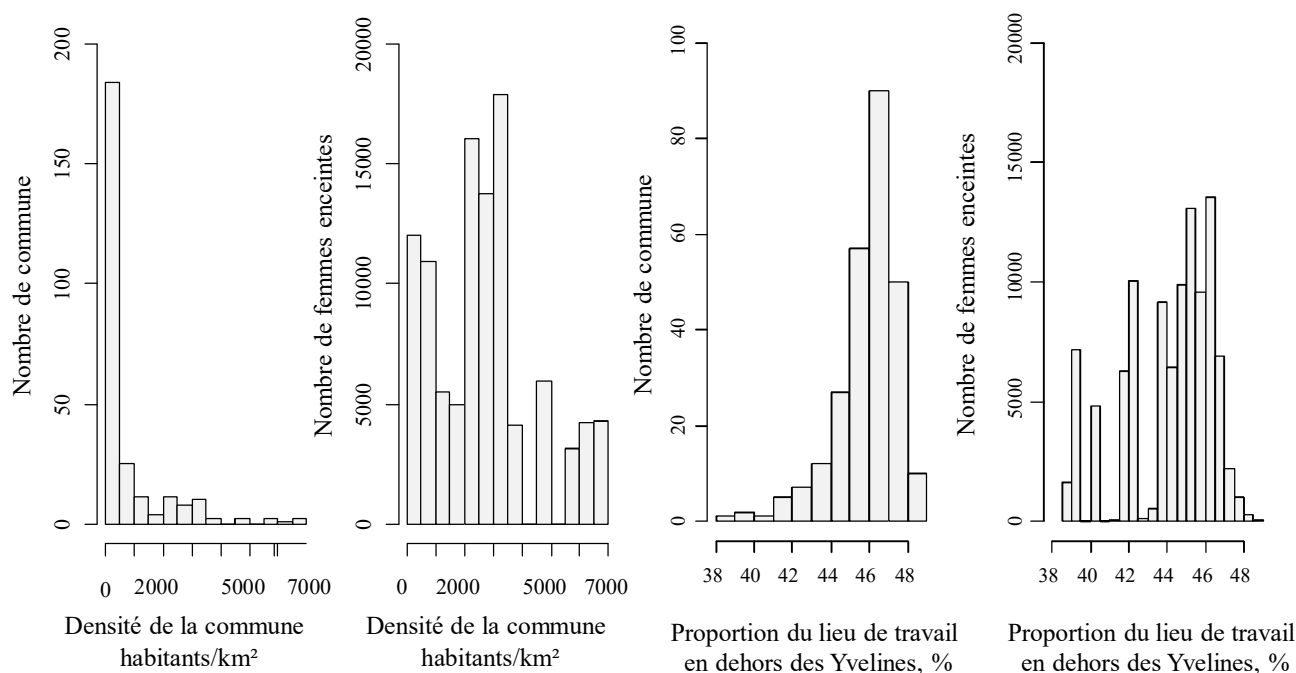 200
150
100
50
0
Nombre de commune
0 2000 5000 7000
Densité de la commune
habitants/km²
20000
15000
10000
5000
0
Nombre de femmes enceintes
0 2000 5000 7000
Densité de la commune
habitants/km²
100
80
60
40
20
0
Nombre de commune
38 40 42 44 46 48
Proportion du lieu de travail
en dehors des Yvelines, %
20000
15000
10000
5000
0
Nombre de femmes enceintes
38 40 42 44 46 48
Proportion du lieu de travail
en dehors des Yvelines, %